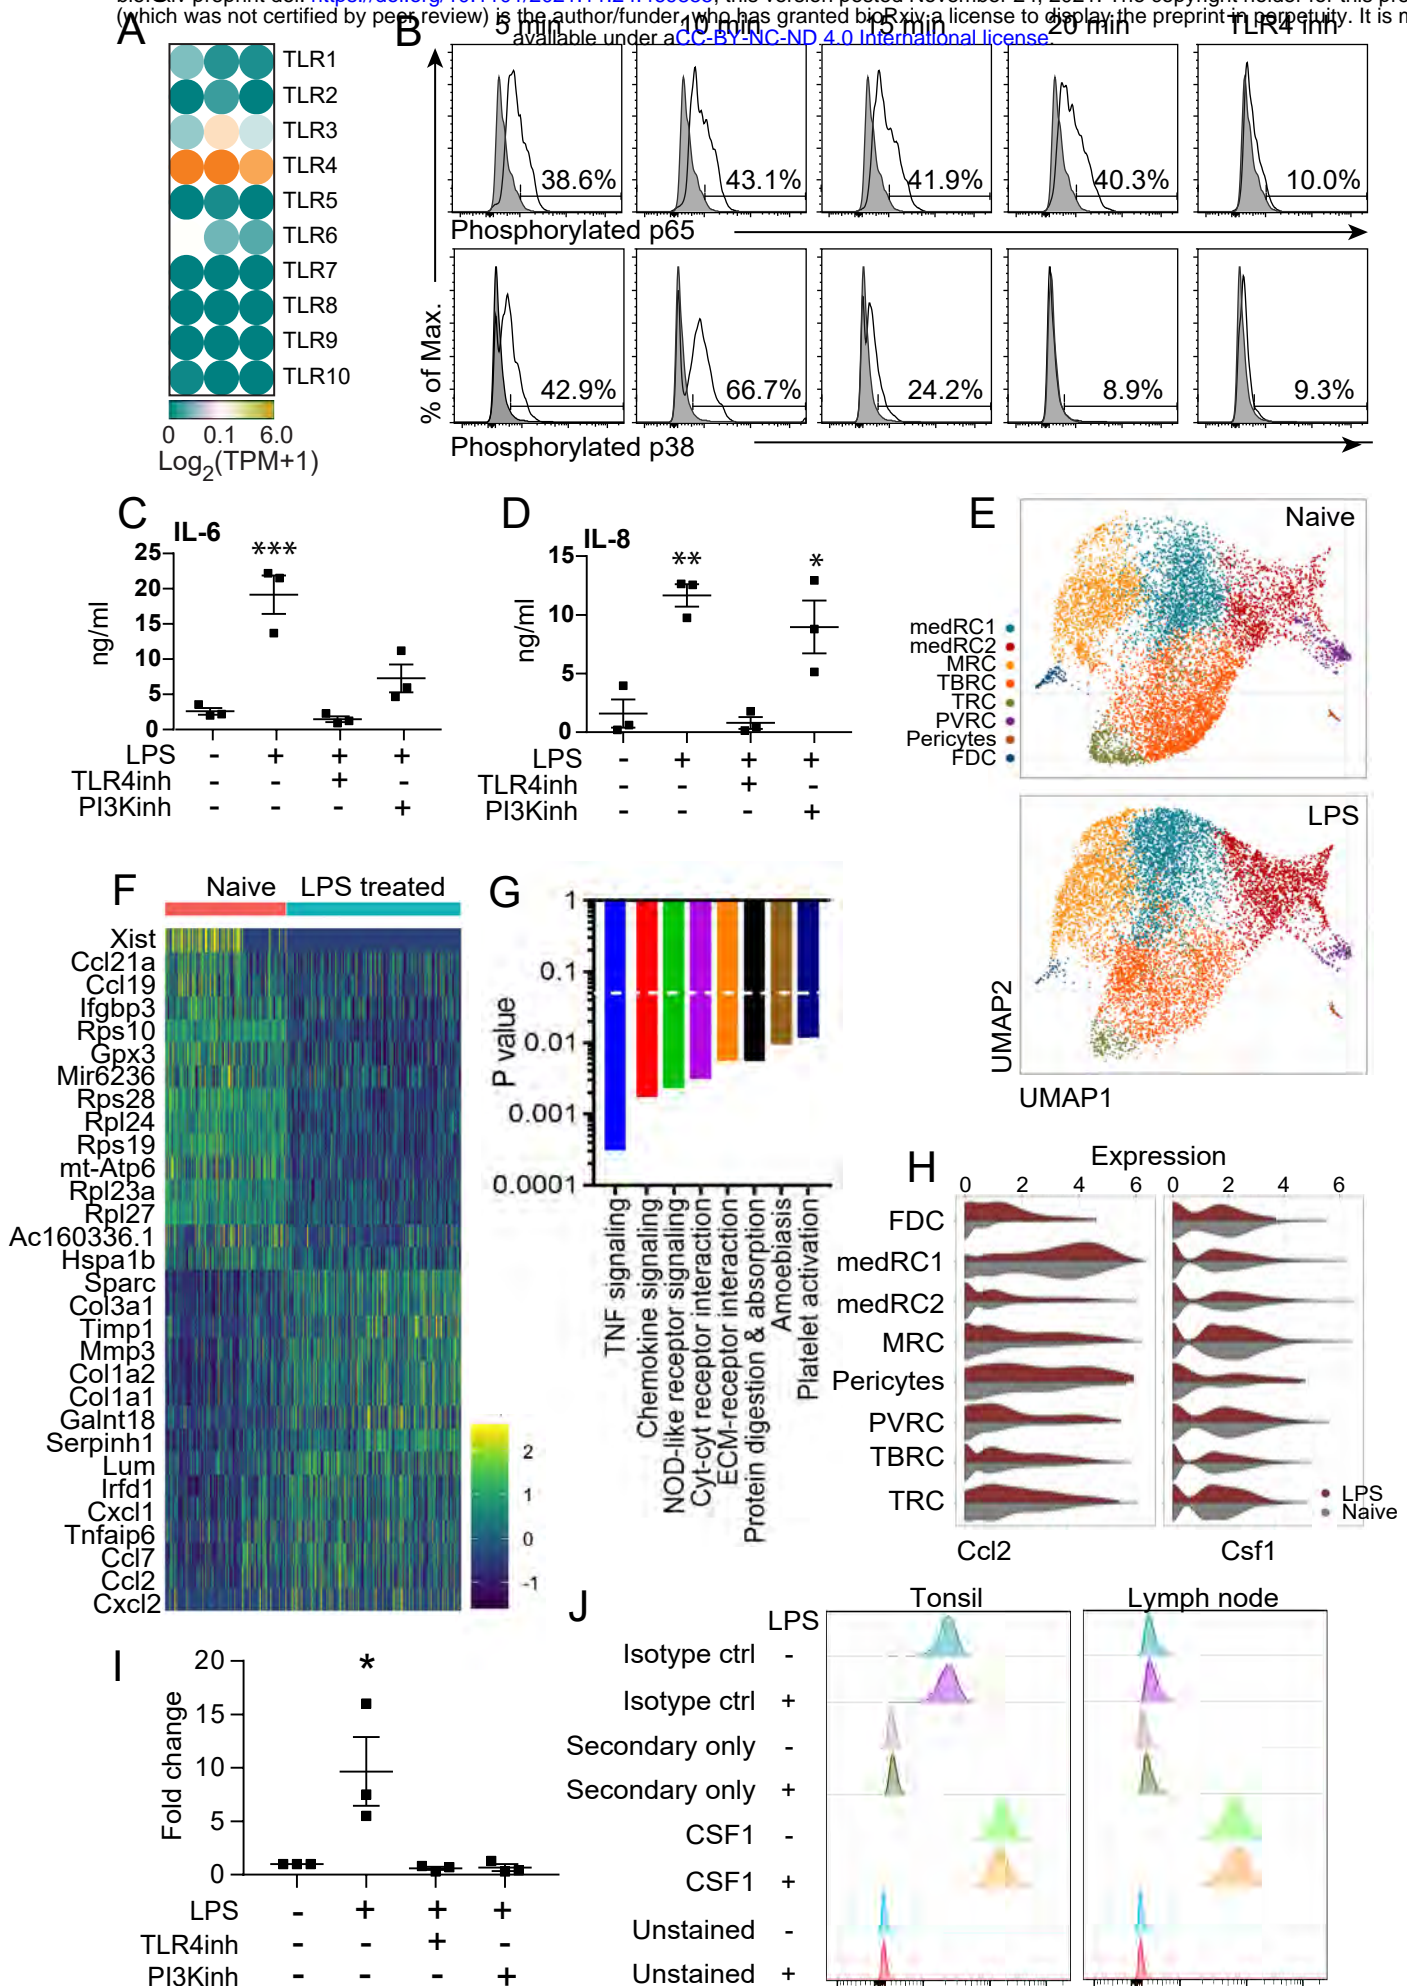 (which was not certified by peer review) is the author/funder, who has granted bioRxiv a license to display the preprint in perpetuity. It is
available under aCC-BY-NC-ND 4.0 International license.
A
TLR1
TLR2
TLR3
TLR4
TLR5
TLR6
TLR7
TLR8
TLR9
TLR10
0 0.1 6.0
Log2(TPM+1)
B
5 min 10 min 15 min 20 min TLR4 inh
38.6% 43.1% 41.9% 40.3% 10.0%
Phosphorylated p65
42.9% 66.7% 24.2% 8.9% 9.3%
Phosphorylated p38
% of Max.
C
IL-6
ng/ml
25
20
15
10
5
0
***
LPS - + + +
TLR4inh - - + -
PI3Kinh - - - +
D
IL-8
ng/ml
15
10
5
0
** *
LPS - + + +
TLR4inh - - + -
PI3Kinh - - - +
E
Naive
medRC1
medRC2
MRC
TBRC
TRC
PVRC
Pericytes
FDC
LPS
UMAP2
UMAP1
F
Naive LPS treated
Xist
Ccl21a
Ccl19
Ifgbp3
Rps10
Gpx3
Mir6236
Rps28
Rpl24
Rps19
mt-Atp6
Rpl23a
Rpl27
Ac160336.1
Hspa1b
Sparc
Col3a1
Timp1
Mmp3
Col1a2
Col1a1
Galnt18
Serpinh1
Lum
Irfd1
Cxcl1
Tnfaip6
Ccl7
Ccl2
Cxcl2
2
1
0
-1
G
P value
1
0.1
0.01
0.001
0.0001
TNF signaling
Chemokine signaling
NOD-like receptor signaling
Cyt-cyt receptor interaction
ECM-receptor interaction
Protein digestion & absorption
Amoebiasis
Platelet activation
H
Expression
0 2 4 6 0 2 4 6
FDC
medRC1
medRC2
MRC
Pericytes
PVRC
TBRC
TRC
LPS
Naive
Ccl2 Csf1
I
Fold change
20
15
10
5
0
*
LPS - + + +
TLR4inh - - + -
PI3Kinh - - - +
J
Tonsil Lymph node
LPS
Isotype ctrl -
Isotype ctrl +
Secondary only -
Secondary only +
CSF1 -
CSF1 +
Unstained -
Unstained +